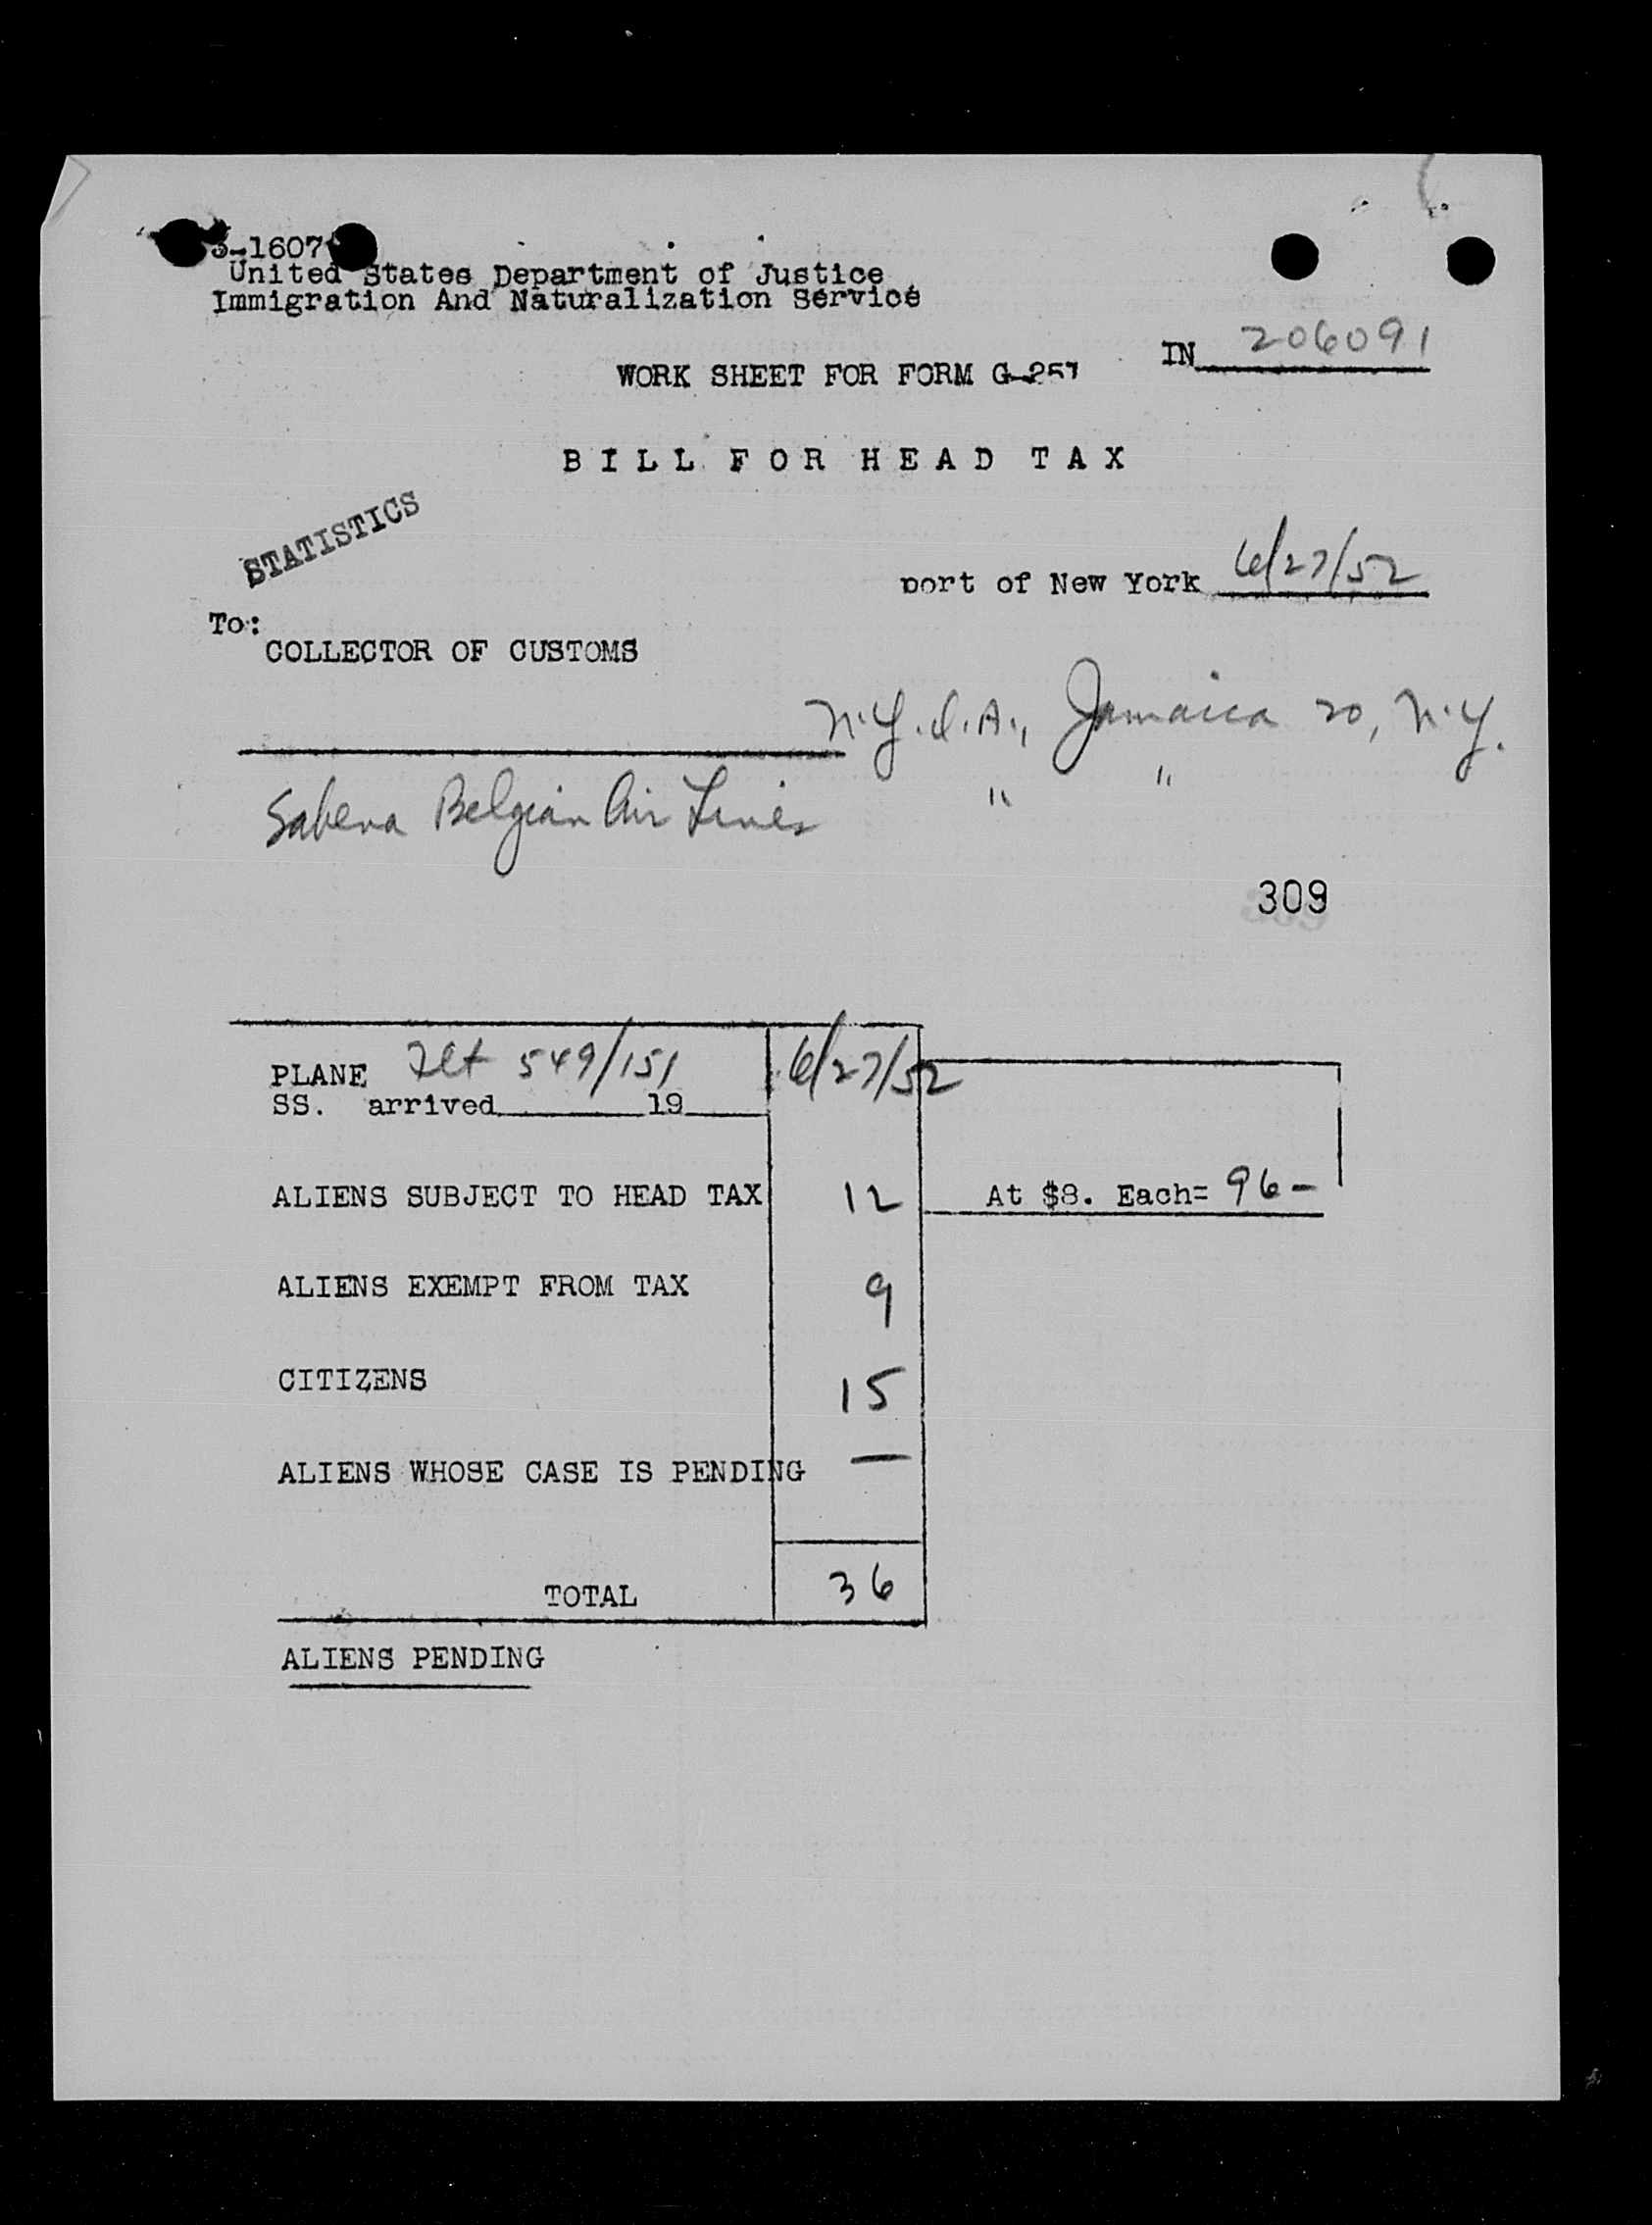 3-1607
United States Department of Justice
Immigration And Naturalization Service
IN 206091
WORK SHEET FOR FORM G-257
BILL FOR HEAD TAX
STATISTICS
port of New York 6/27/52
To:
COLLECTOR OF CUSTOMS
N.Y.I.A., Jamaica 20, N.Y.
Sabena Belgian Air Lines " "
309
PLANE Flt 549/151 6/27/52
SS. arrived 19
ALIENS SUBJECT TO HEAD TAX 12 At $8. Each= 96-
ALIENS EXEMPT FROM TAX 9
CITIZENS 15
ALIENS WHOSE CASE IS PENDING —
TOTAL 36
ALIENS PENDING